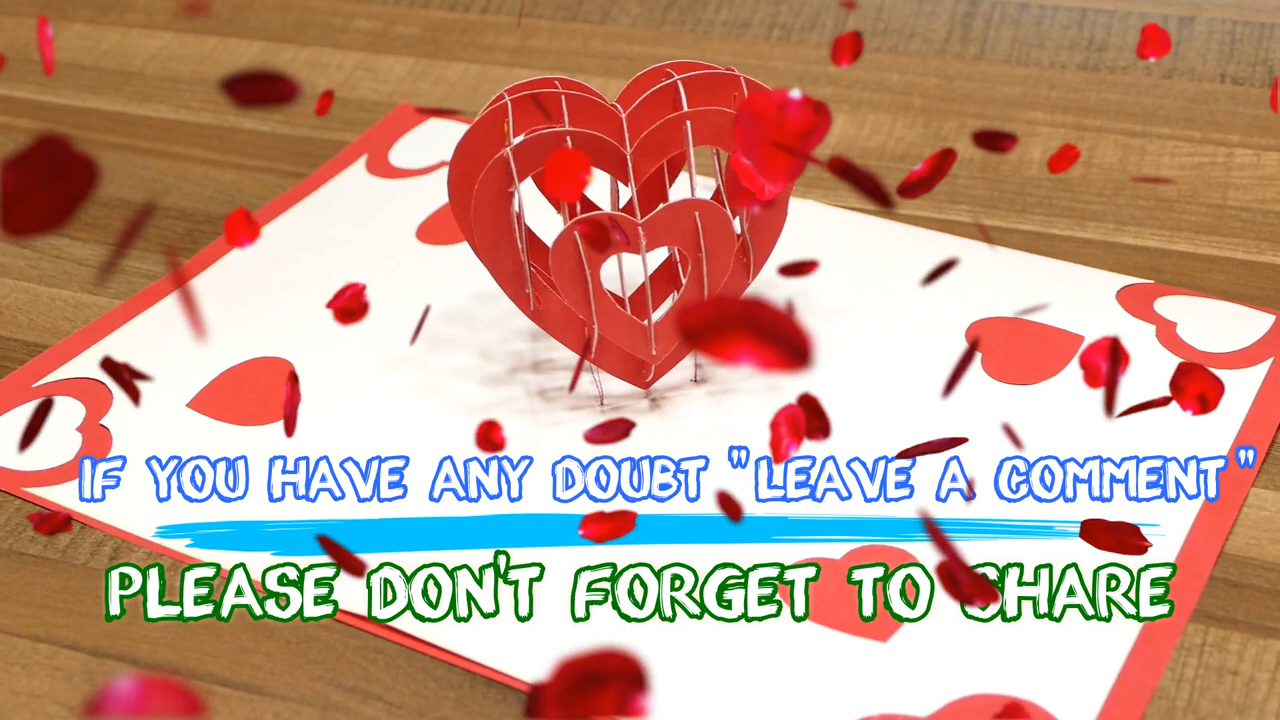 IF YOU HAVE ANY DOUBT "LEAVE A COMMENT"
PLEASE DON'T FORGET TO SHARE